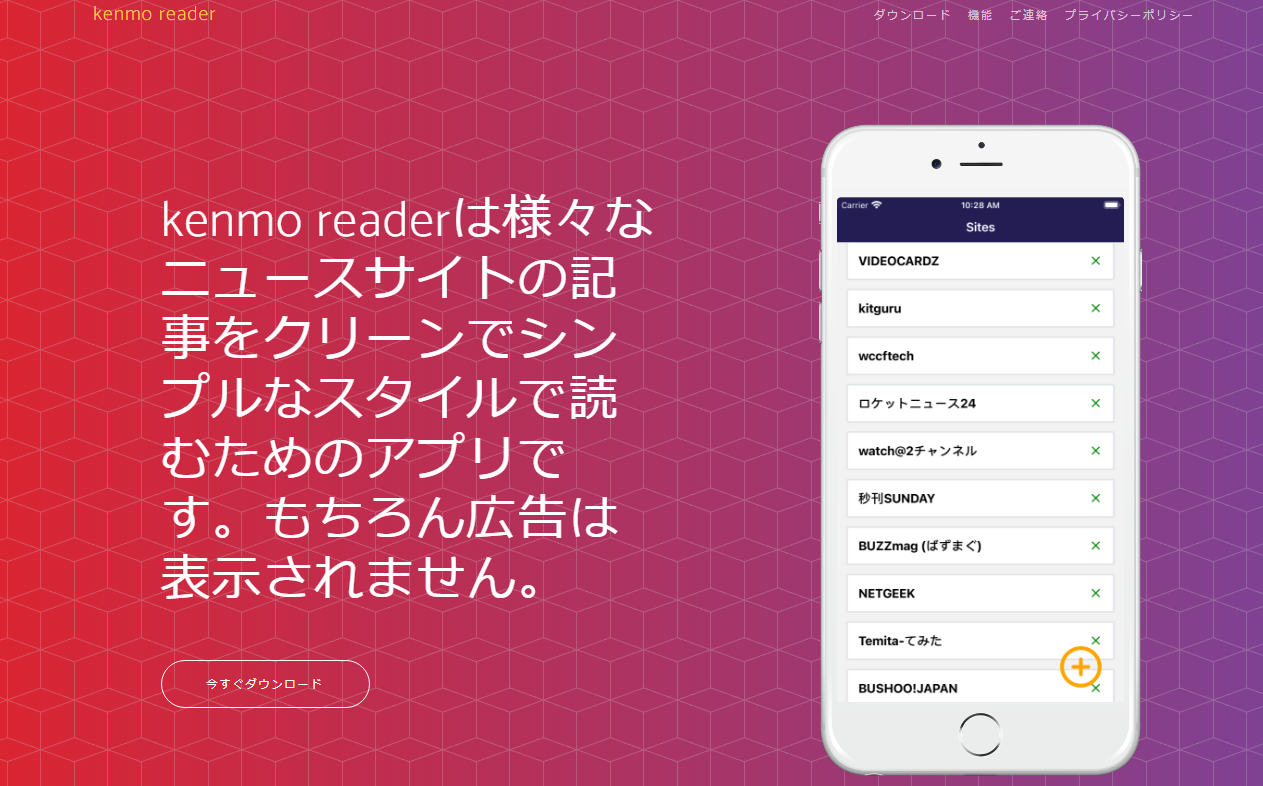 kenmo reader
ダウンロード 機能 ご連絡 プライバシーポリシー
kenmo readerは様々な
ニュースサイトの記
事をクリーンでシン
プルなスタイルで読
むためのアプリで
す。もちろん広告は
表示されません。
今すぐダウンロード
Carrier 10:28 AM
Sites
VIDEOCARDZ
kitguru
wccftech
ロケットニュース24
watch@2チャンネル
秒刊SUNDAY
BUZZmag (ばずまぐ)
NETGEEK
Temita-てみた
BUSHOO!JAPAN